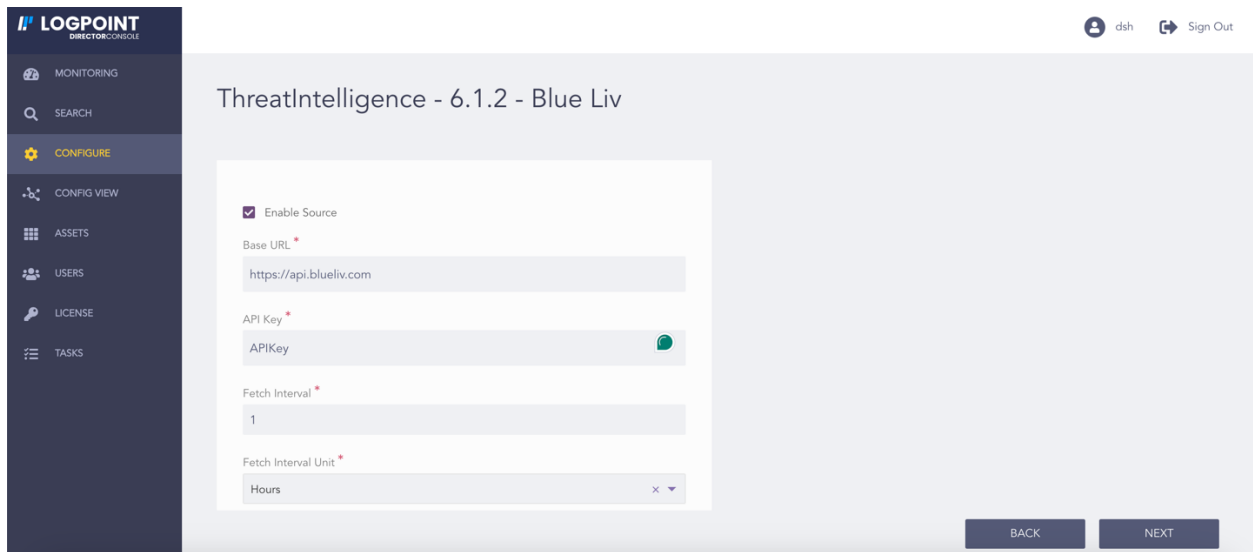 LOGPOINT
DIRECTORCONSOLE
dsh
Sign Out
MONITORING
SEARCH
CONFIGURE
CONFIG VIEW
ASSETS
USERS
LICENSE
TASKS
ThreatIntelligence - 6.1.2 - Blue Liv
Enable Source
Base URL *
https://api.blueliv.com
API Key *
APIKey
Fetch Interval *
1
Fetch Interval Unit *
Hours
BACK
NEXT